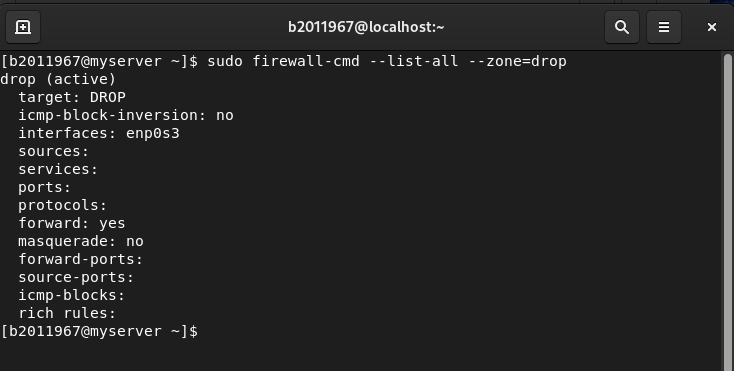 b2011967@localhost:~
[b2011967@myserver ~]$ sudo firewall-cmd --list-all --zone=drop
drop (active)
  target: DROP
  icmp-block-inversion: no
  interfaces: enp0s3
  sources:
  services:
  ports:
  protocols:
  forward: yes
  masquerade: no
  forward-ports:
  source-ports:
  icmp-blocks:
  rich rules:
[b2011967@myserver ~]$